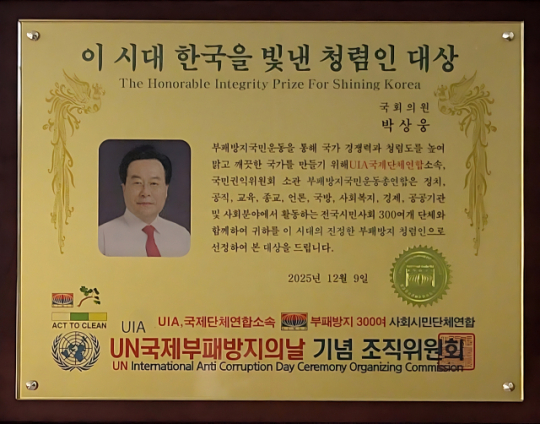 이 시대 한국을 빛낸 청렴인 대상
The Honorable Integrity Prize For Shining Korea
국회의원
박상웅
부패방지국민운동을 통해 국가 경쟁력과 청렴도를 높여
맑고 깨끗한 국가를 만들기 위해UIA국제단체연합소속,
국민권익위원회 소관 부패방지국민운동총연합은 정치,
공직, 교육, 종교, 언론, 국방, 사회복지, 경제, 공공기관
및 사회분야에서 활동하는 전국시민사회 300여개 단체와
함께하여 귀하를 이 시대의 진정한 부패방지 청렴인으로
선정하여 본 대상을 드립니다.
2025년 12월 9일
ACT TO CLEAN
UIA
UIA, 국제단체연합소속 부패방지 300여 사회시민단체연합
UN국제부패방지의날 기념 조직위원회
UN International Anti Corruption Day Ceremony Organizing Commission